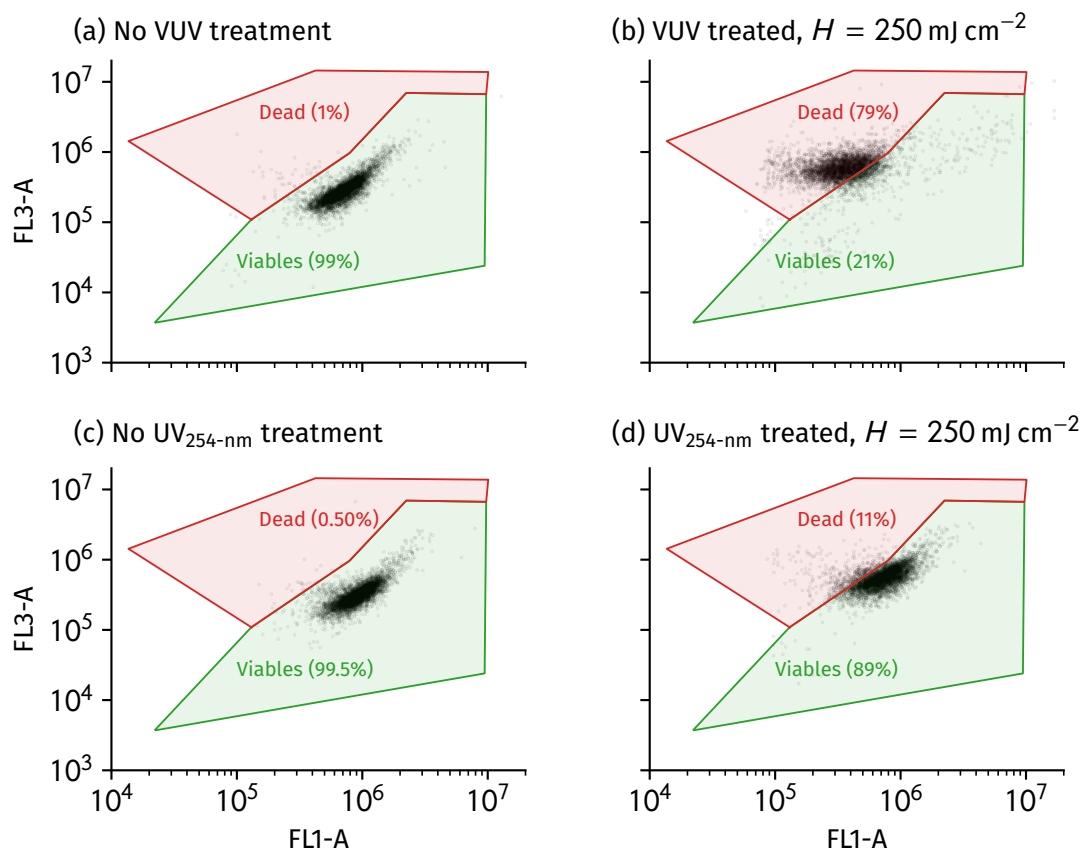 (a) No VUV treatment
(b) VUV treated, H = 250 mJ cm⁻²
10⁷
10⁶
10⁵
10⁴
10³
FL3-A
Dead (1%)
Viables (99%)
Dead (79%)
Viables (21%)
(c) No UV₂₅₄₋ₙₘ treatment
(d) UV₂₅₄₋ₙₘ treated, H = 250 mJ cm⁻²
10⁷
10⁶
10⁵
10⁴
10³
FL3-A
Dead (0.50%)
Viables (99.5%)
Dead (11%)
Viables (89%)
10⁴ 10⁵ 10⁶ 10⁷
10⁴ 10⁵ 10⁶ 10⁷
FL1-A
FL1-A